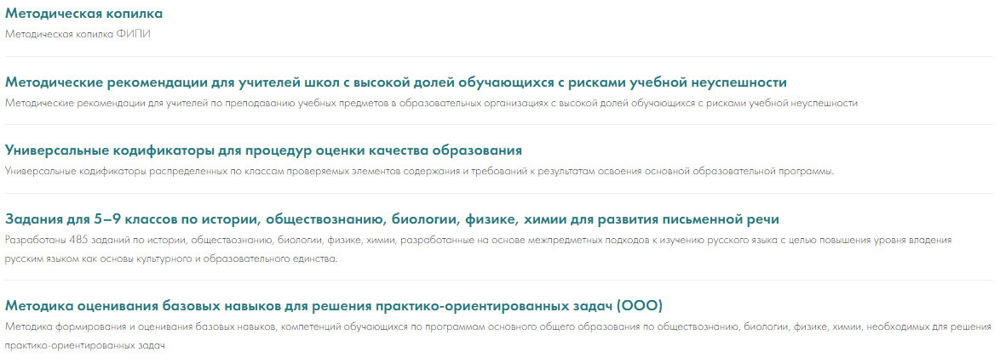 Методическая копилка
Методическая копилка ФИПИ
Методические рекомендации для учителей школ с высокой долей обучающихся с рисками учебной неуспешности
Методические рекомендации для учителей по преподаванию учебных предметов в образовательных организациях с высокой долей обучающихся с рисками учебной неуспешности
Универсальные кодификаторы для процедур оценки качества образования
Универсальные кодификаторы распределенных по классам проверяемых элементов содержания и требований к результатам освоения основной образовательной программы.
Задания для 5–9 классов по истории, обществознанию, биологии, физике, химии для развития письменной речи
Разработаны 485 заданий по истории, обществознанию, биологии, физике, химии, разработанные на основе межпредметных подходов к изучению русского языка с целью повышения уровня владения
русским языком как основы культурного и образовательного единства.
Методика оценивания базовых навыков для решения практико-ориентированных задач (ООО)
Методика формирования и оценивания базовых навыков, компетенций обучающихся по программам основного общего образования по обществознанию, биологии, физике, химии, необходимых для решения
практико-ориентированных задач